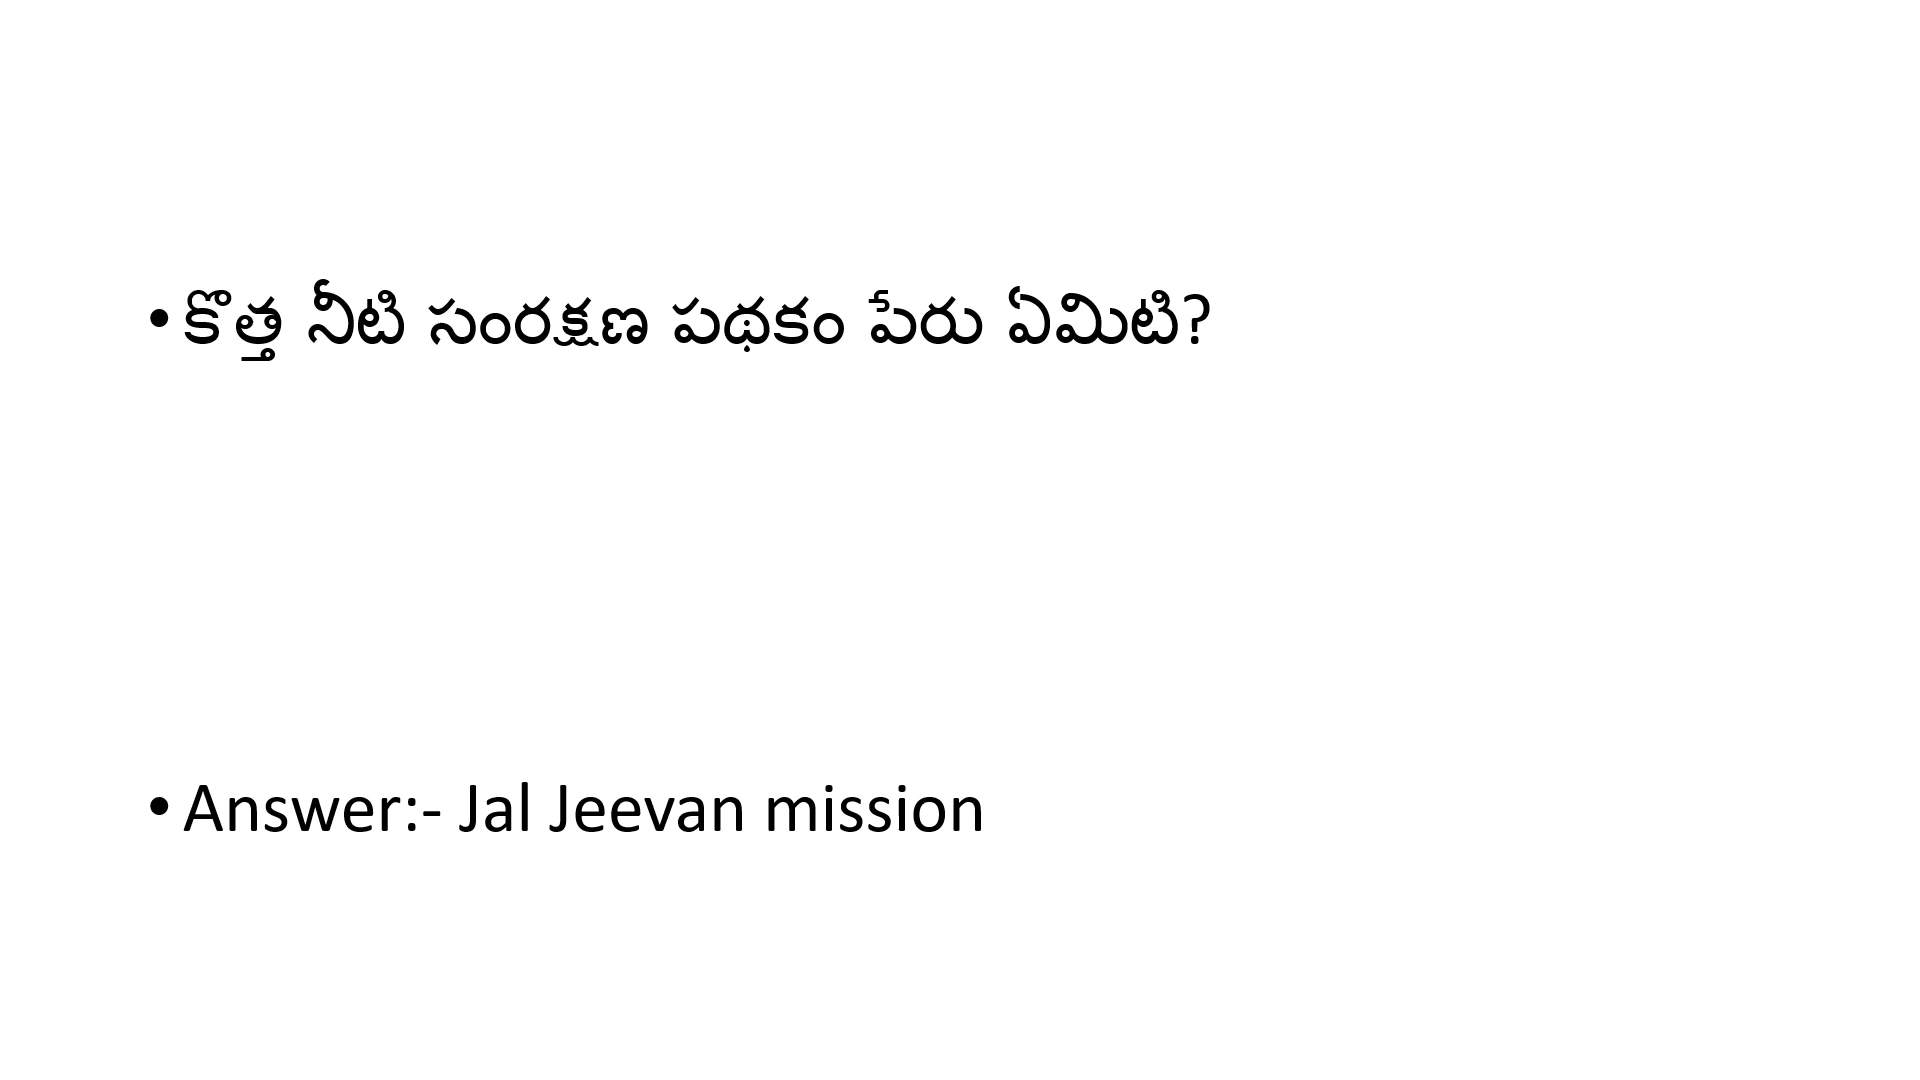 • కొత్త నీటి సంరక్షణ పథకం పేరు ఏమిటి?
• Answer:- Jal Jeevan mission